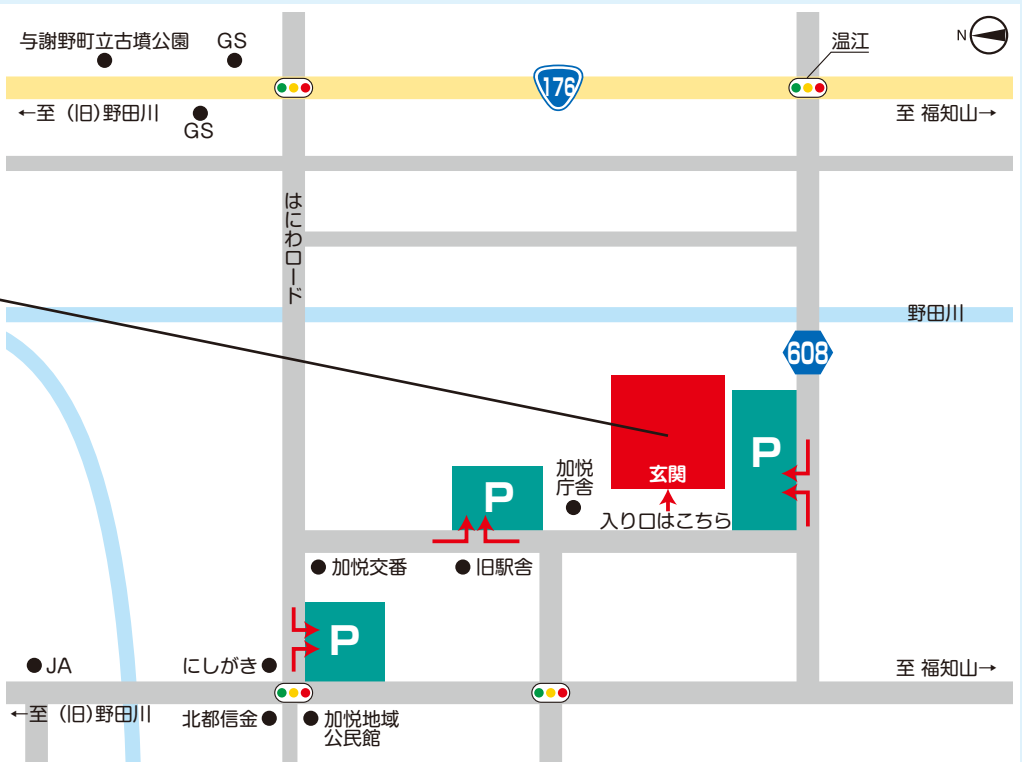 与謝野町立古墳公園
GS
温江
N
176
←至 (旧)野田川
GS
至 福知山→
はにわロード
野田川
608
P
加悦
庁舎
玄関
入り口はこちら
P
加悦交番
旧駅舎
P
JA
にしがき
至 福知山→
←至 (旧)野田川
北都信金
加悦地域
公民館